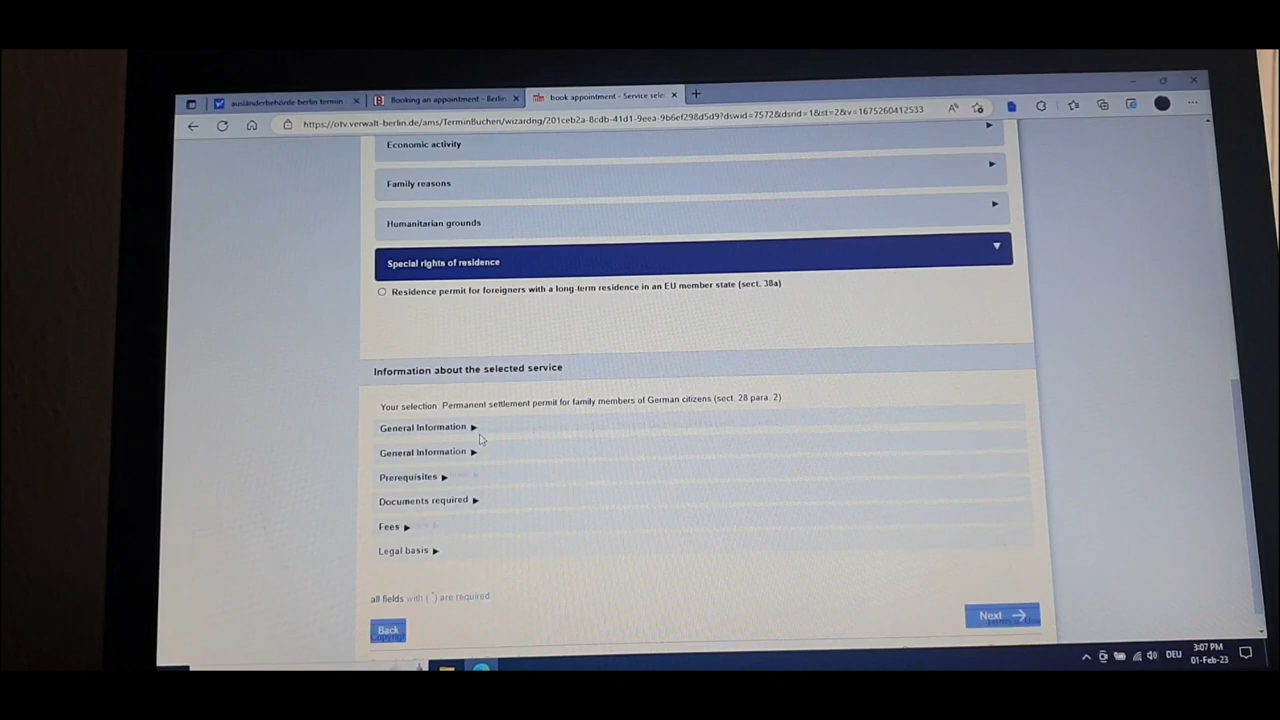 ausländerbehörde berlin termin
Booking an appointment - Berlin
book appointment - Service sele
https://otv.verwalt-berlin.de/ams/TerminBuchen/wizardng/201ceb2a-8cdb-41d1-9eea-9b6ef298d5d9?dswid=7572&dsrid=1&st=2&v=1675260412533
Economic activity
Family reasons
Humanitarian grounds
Special rights of residence
Residence permit for foreigners with a long-term residence in an EU member state (sect. 38a)
Information about the selected service
Your selection: Permanent settlement permit for family members of German citizens (sect. 28 para. 2)
General Information
General Information
Prerequisites
Documents required
Fees
Legal basis
all fields with (*) are required
Next
Back
DEU
3:07 PM
01-Feb-23